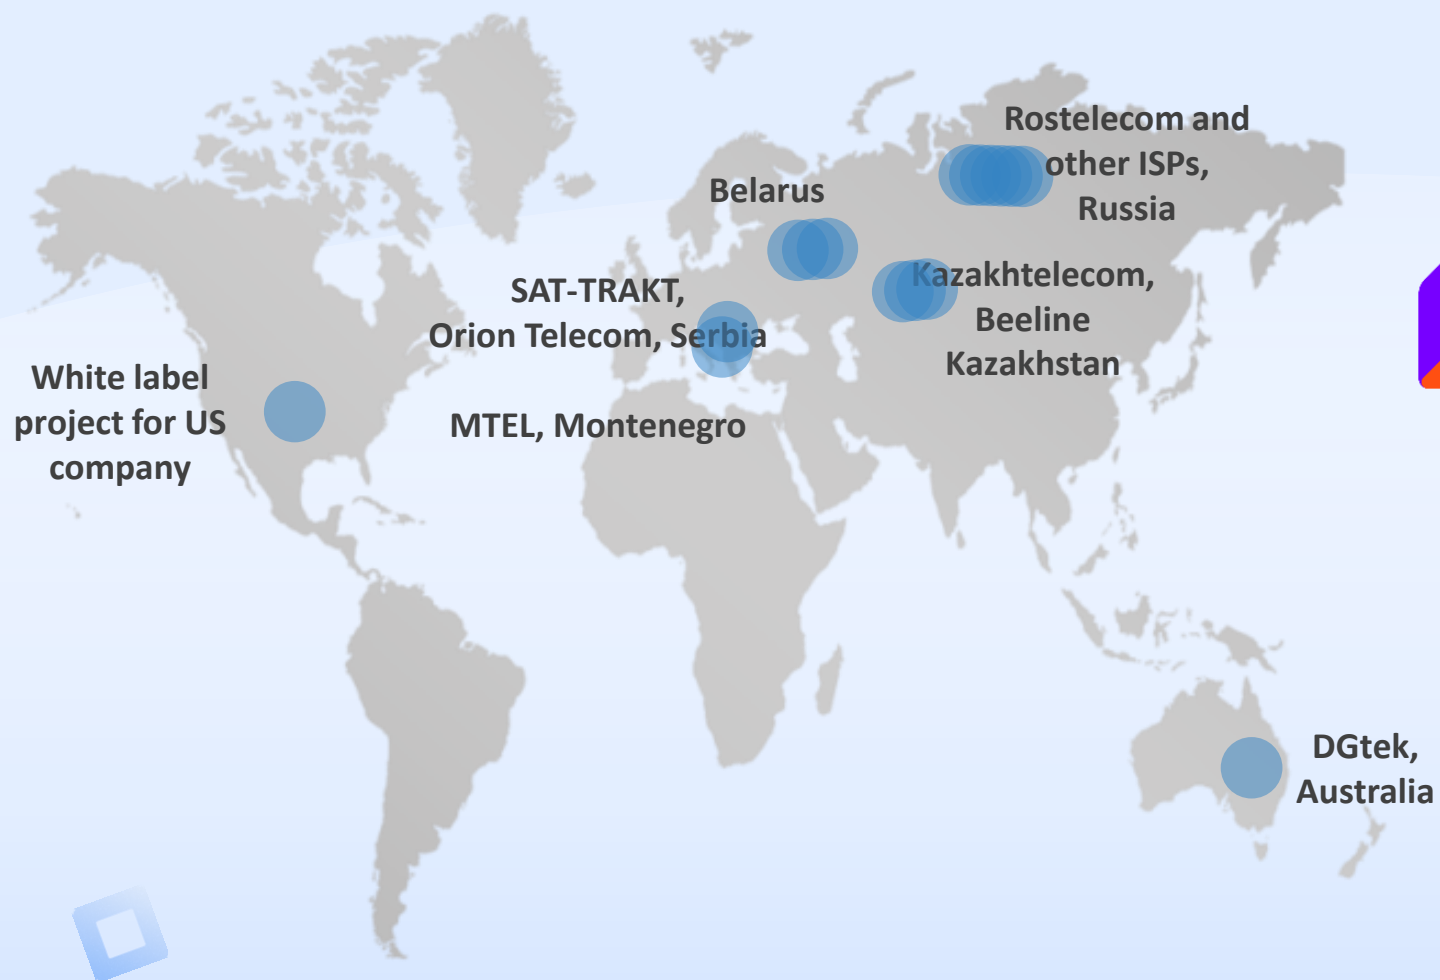 Rostelecom and
other ISPs,
Russia
Belarus
Kazakhtelecom,
Beeline
Kazakhstan
SAT-TRAKT,
Orion Telecom, Serbia
White label
project for US
company
MTEL, Montenegro
DGtek,
Australia